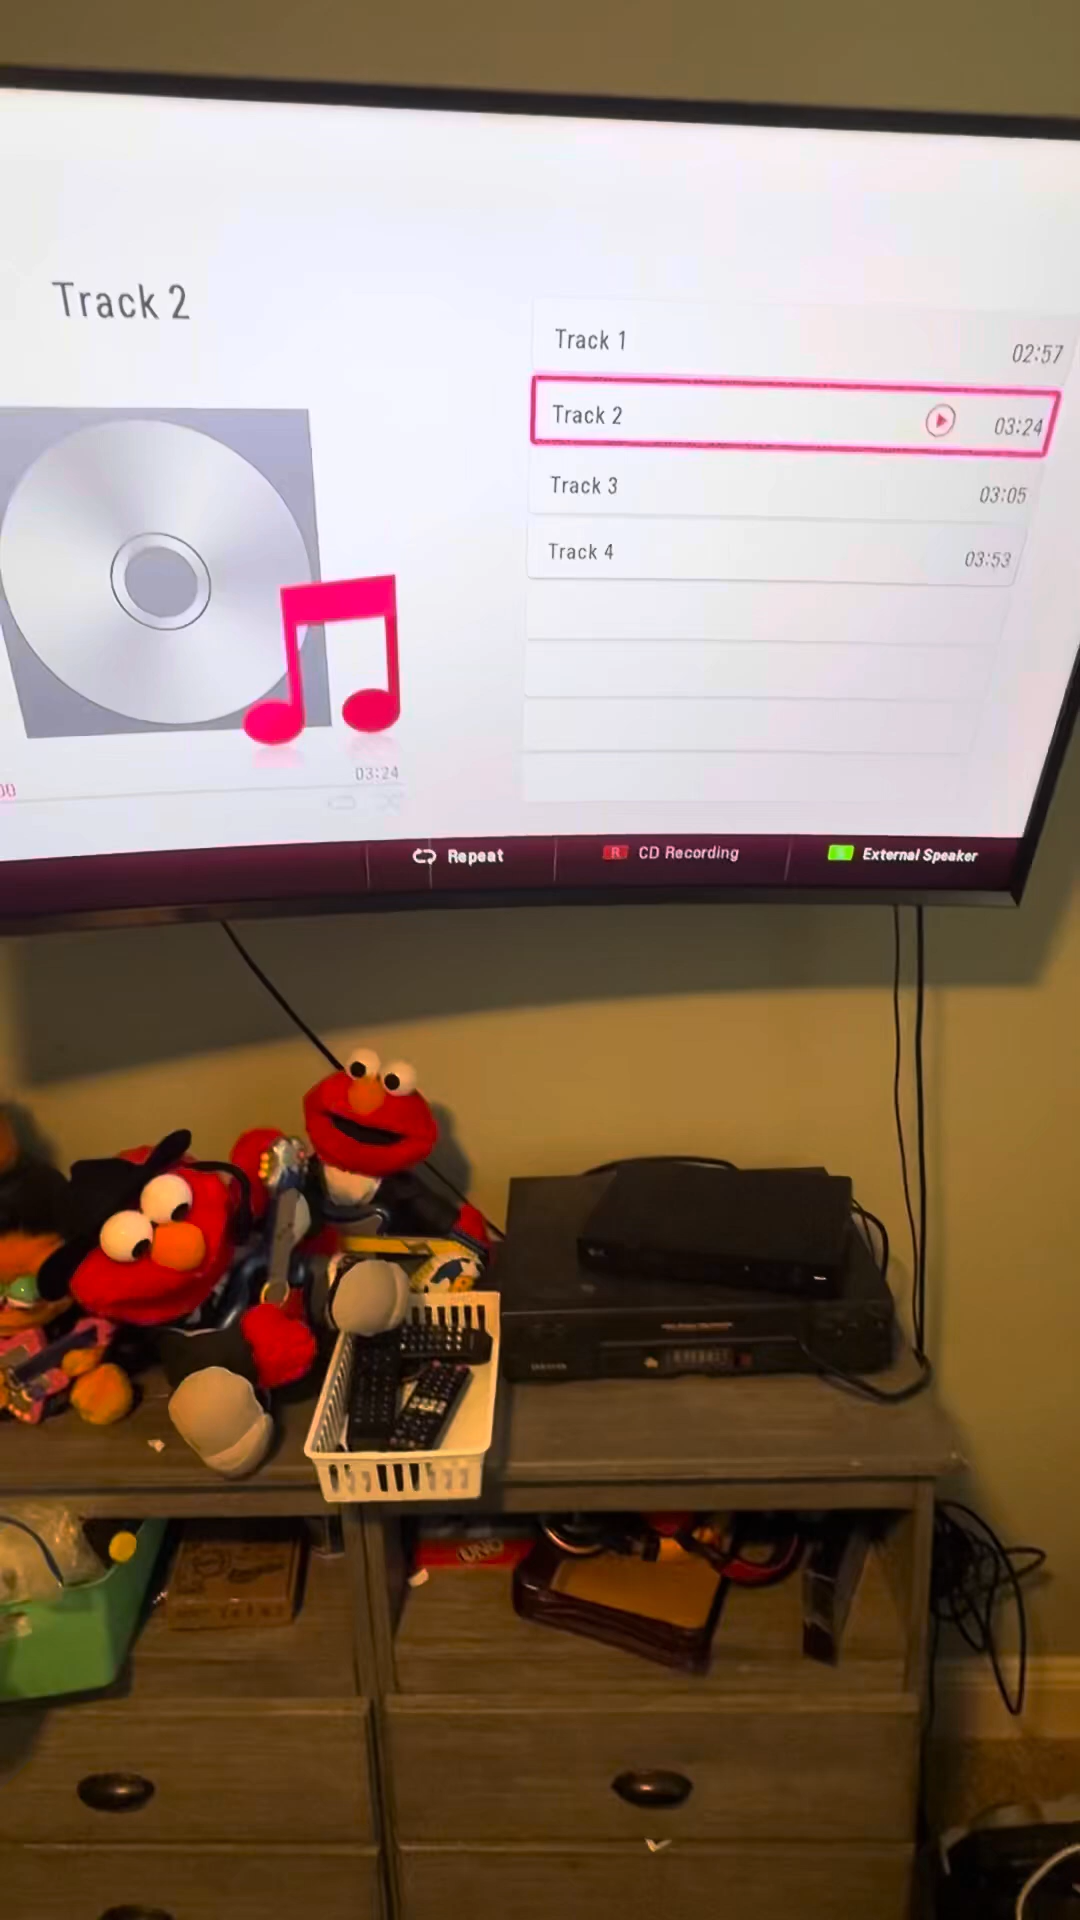 Track 2
Track 1
02:57
Track 2
03:24
Track 3
03:05
Track 4
03:53
03:24
00
Repeat
R CD Recording
External Speaker
UNO